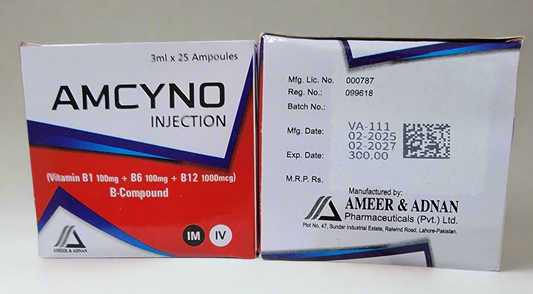 3ml x 25 Ampoules
AMCYNO
INJECTION
(Vitamin B1 100mg + B6 100mg + B12 1000mcg)
B-Compound
AMEER & ADNAN
IM IV
Mfg. Lic. No. 000787
Reg. No.: 099618
Batch No.:
VA-111
Mfg. Date: 02-2025
02-2027
Exp. Date: 300.00
M.R.P. Rs.
Manufactured by:
AMEER & ADNAN
Pharmaceuticals (Pvt.) Ltd.
Plot No. 47, Sundar Industrial Estate, Raiwind Road, Lahore-Pakistan.